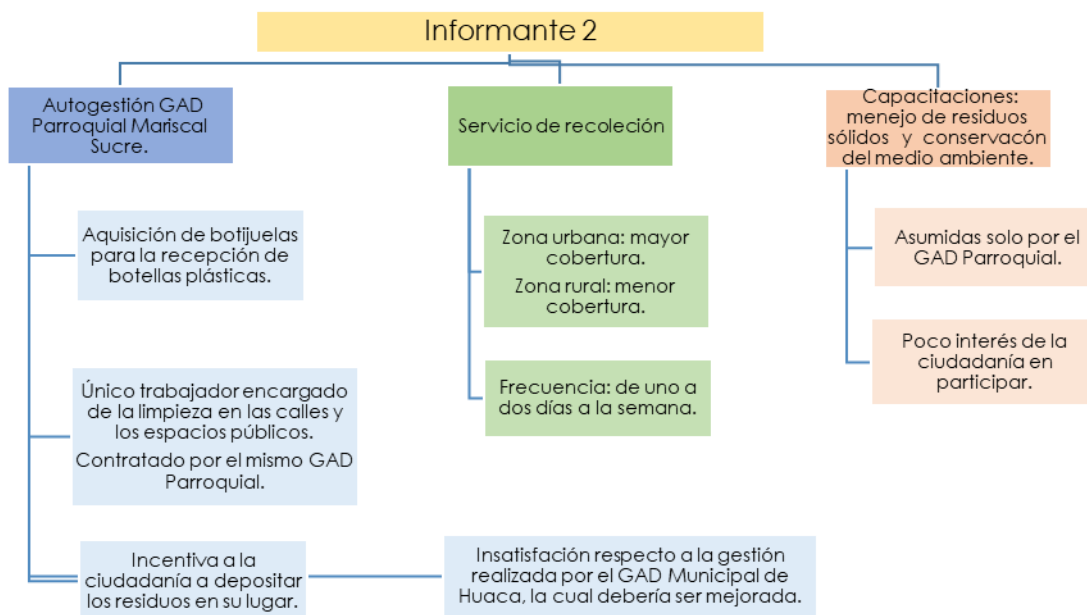 Informante 2
Autogestión GAD
Parroquial Mariscal
Sucre.
Aquisición de botijuelas
para la recepción de
botellas plásticas.
Único trabajador encargado
de la limpieza en las calles y
los espacios públicos.
Contratado por el mismo GAD
Parroquial.
Incentiva a la
ciudadanía a depositar
los residuos en su lugar.
Insatisfación respecto a la gestión
realizada por el GAD Municipal de
Huaca, la cual debería ser mejorada.
Servicio de recoleción
Zona urbana: mayor
cobertura.
Zona rural: menor
cobertura.
Frecuencia: de uno a
dos días a la semana.
Capacitaciones:
menejo de residuos
sólidos y conservacón
del medio ambiente.
Asumidas solo por el
GAD Parroquial.
Poco interés de la
ciudadanía en
participar.